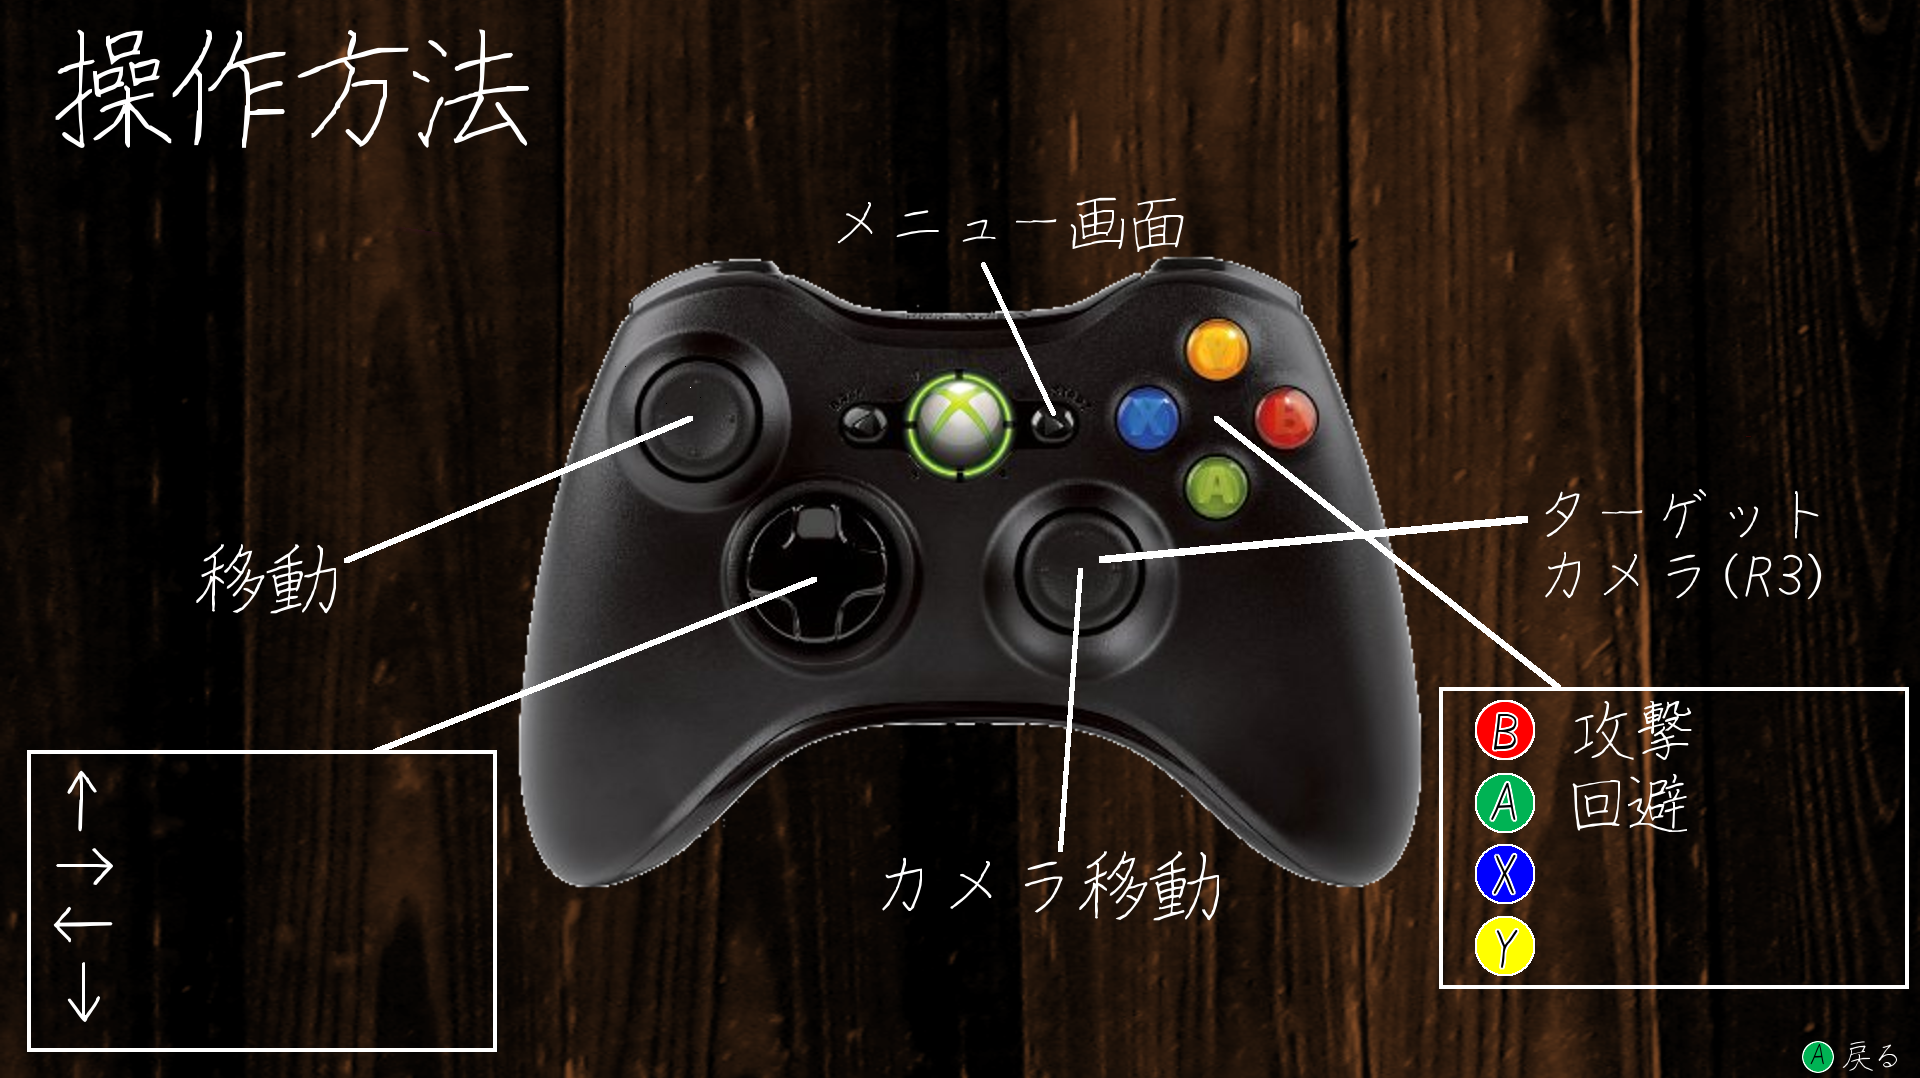 操作方法
メニュー画面
Y
X
B
A
移動
ターゲット
カメラ(R3)
カメラ移動
↑
→
←
↓
B 攻撃
A 回避
X
Y
A 戻る